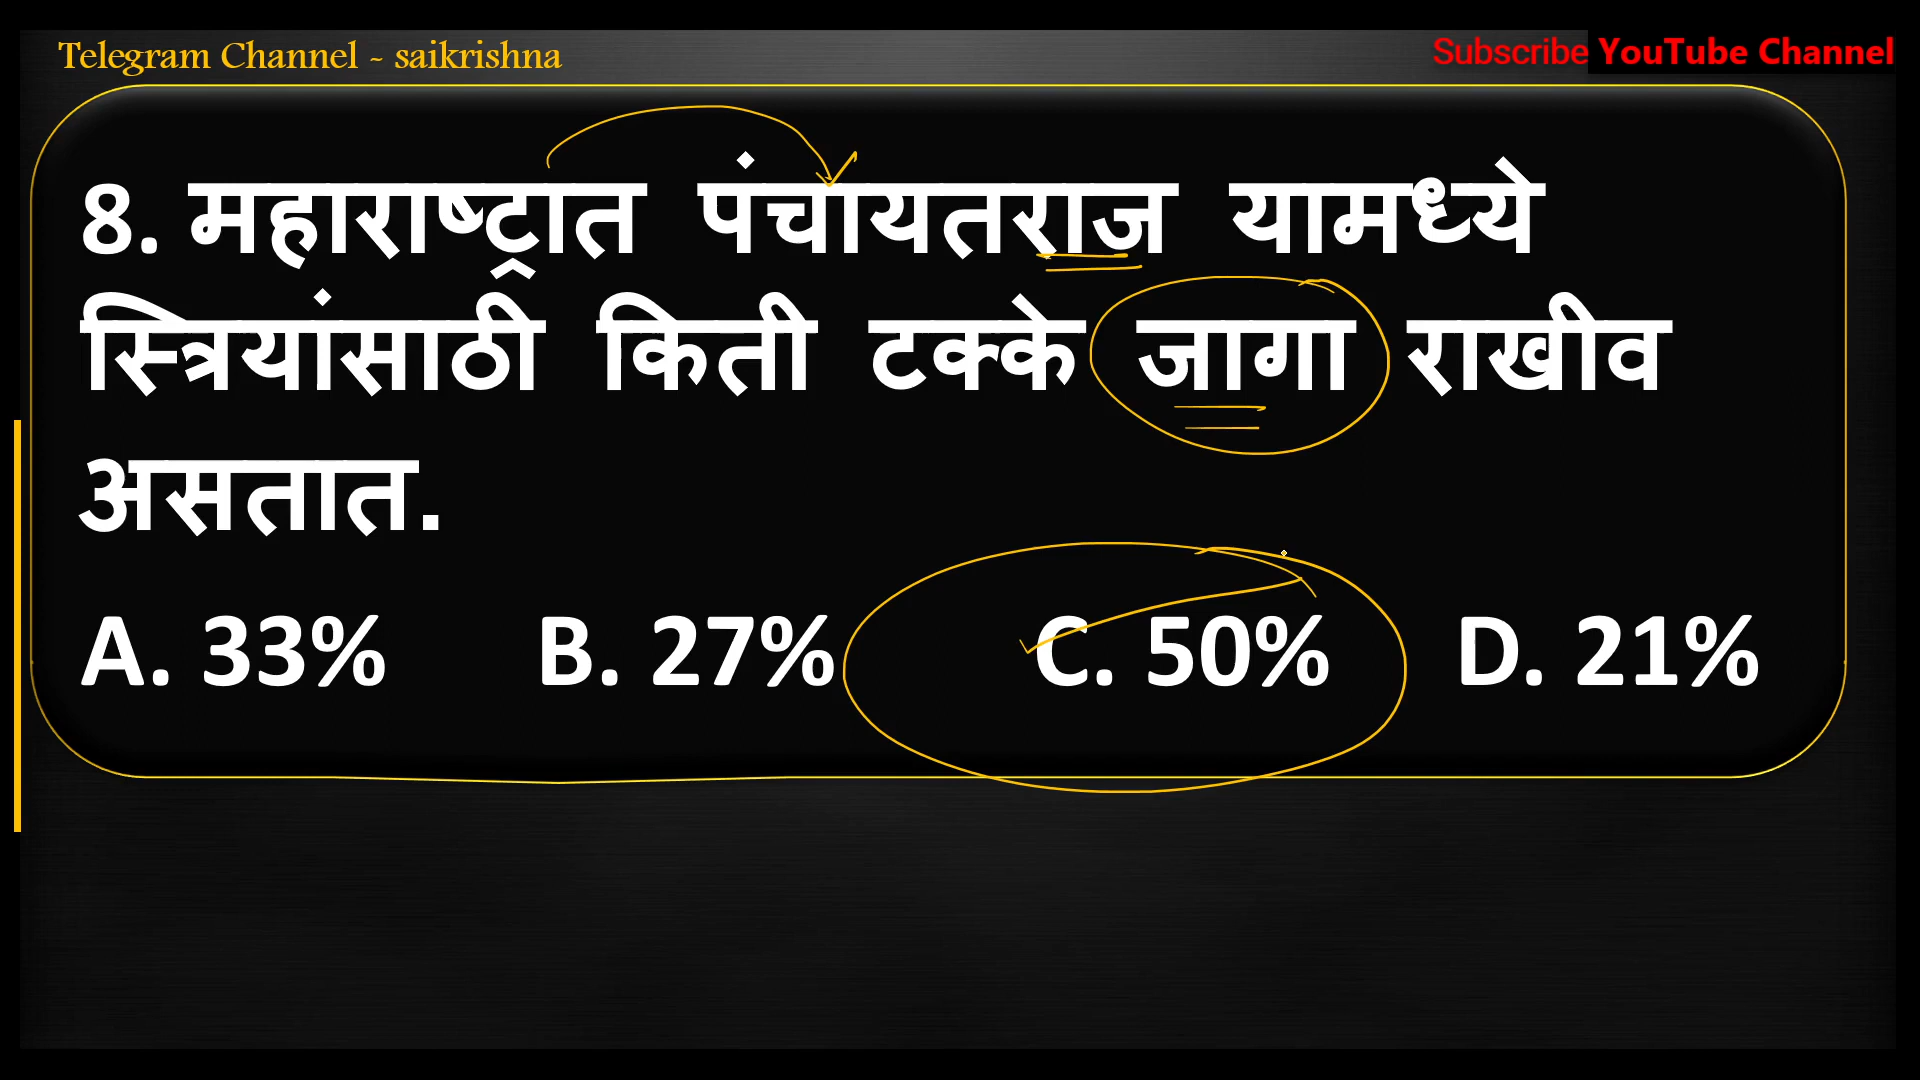 Telegram Channel - saikrishna
Subscribe YouTube Channel
8. महाराष्ट्रात पंचायतराज यामध्ये
स्त्रियांसाठी किती टक्के जागा राखीव
असतात.
A. 33% B. 27% C. 50% D. 21%